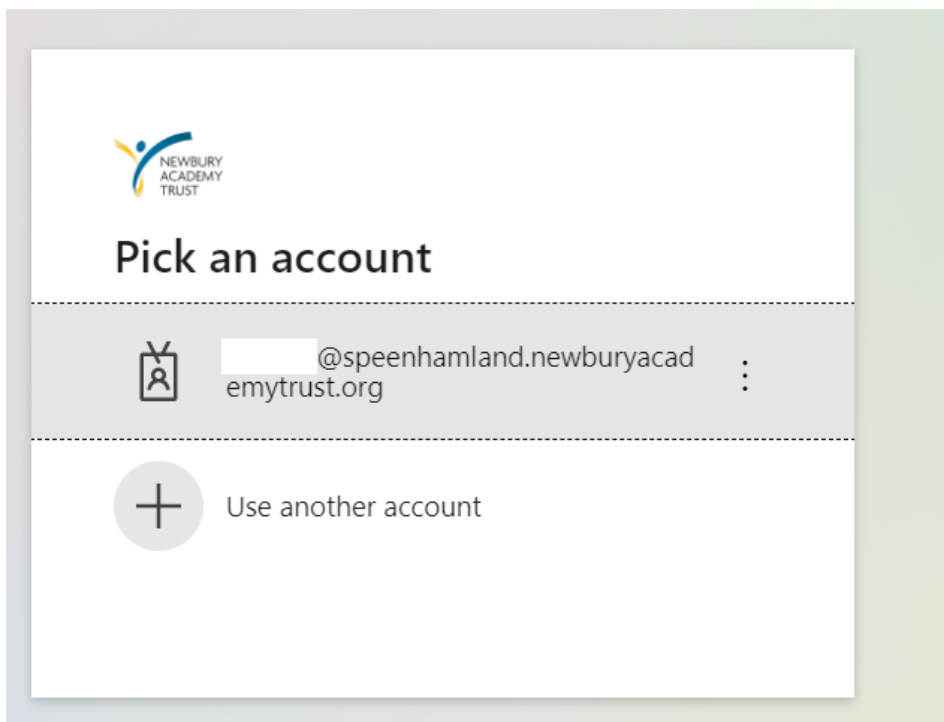 NEWBURY
ACADEMY
TRUST
Pick an account
@speenhamland.newburyacad
emytrust.org
Use another account